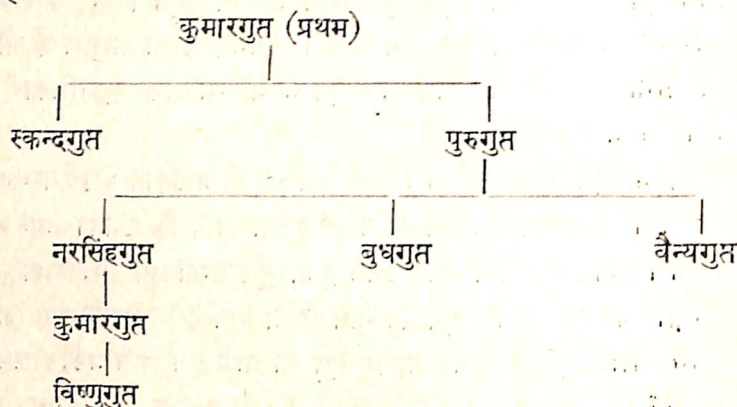 कुमारगुप्त (प्रथम)
स्कन्दगुप्त पुरुगुप्त
नरसिंहगुप्त बुधगुप्त वैन्यगुप्त
कुमारगुप्त
विष्णुगुप्त